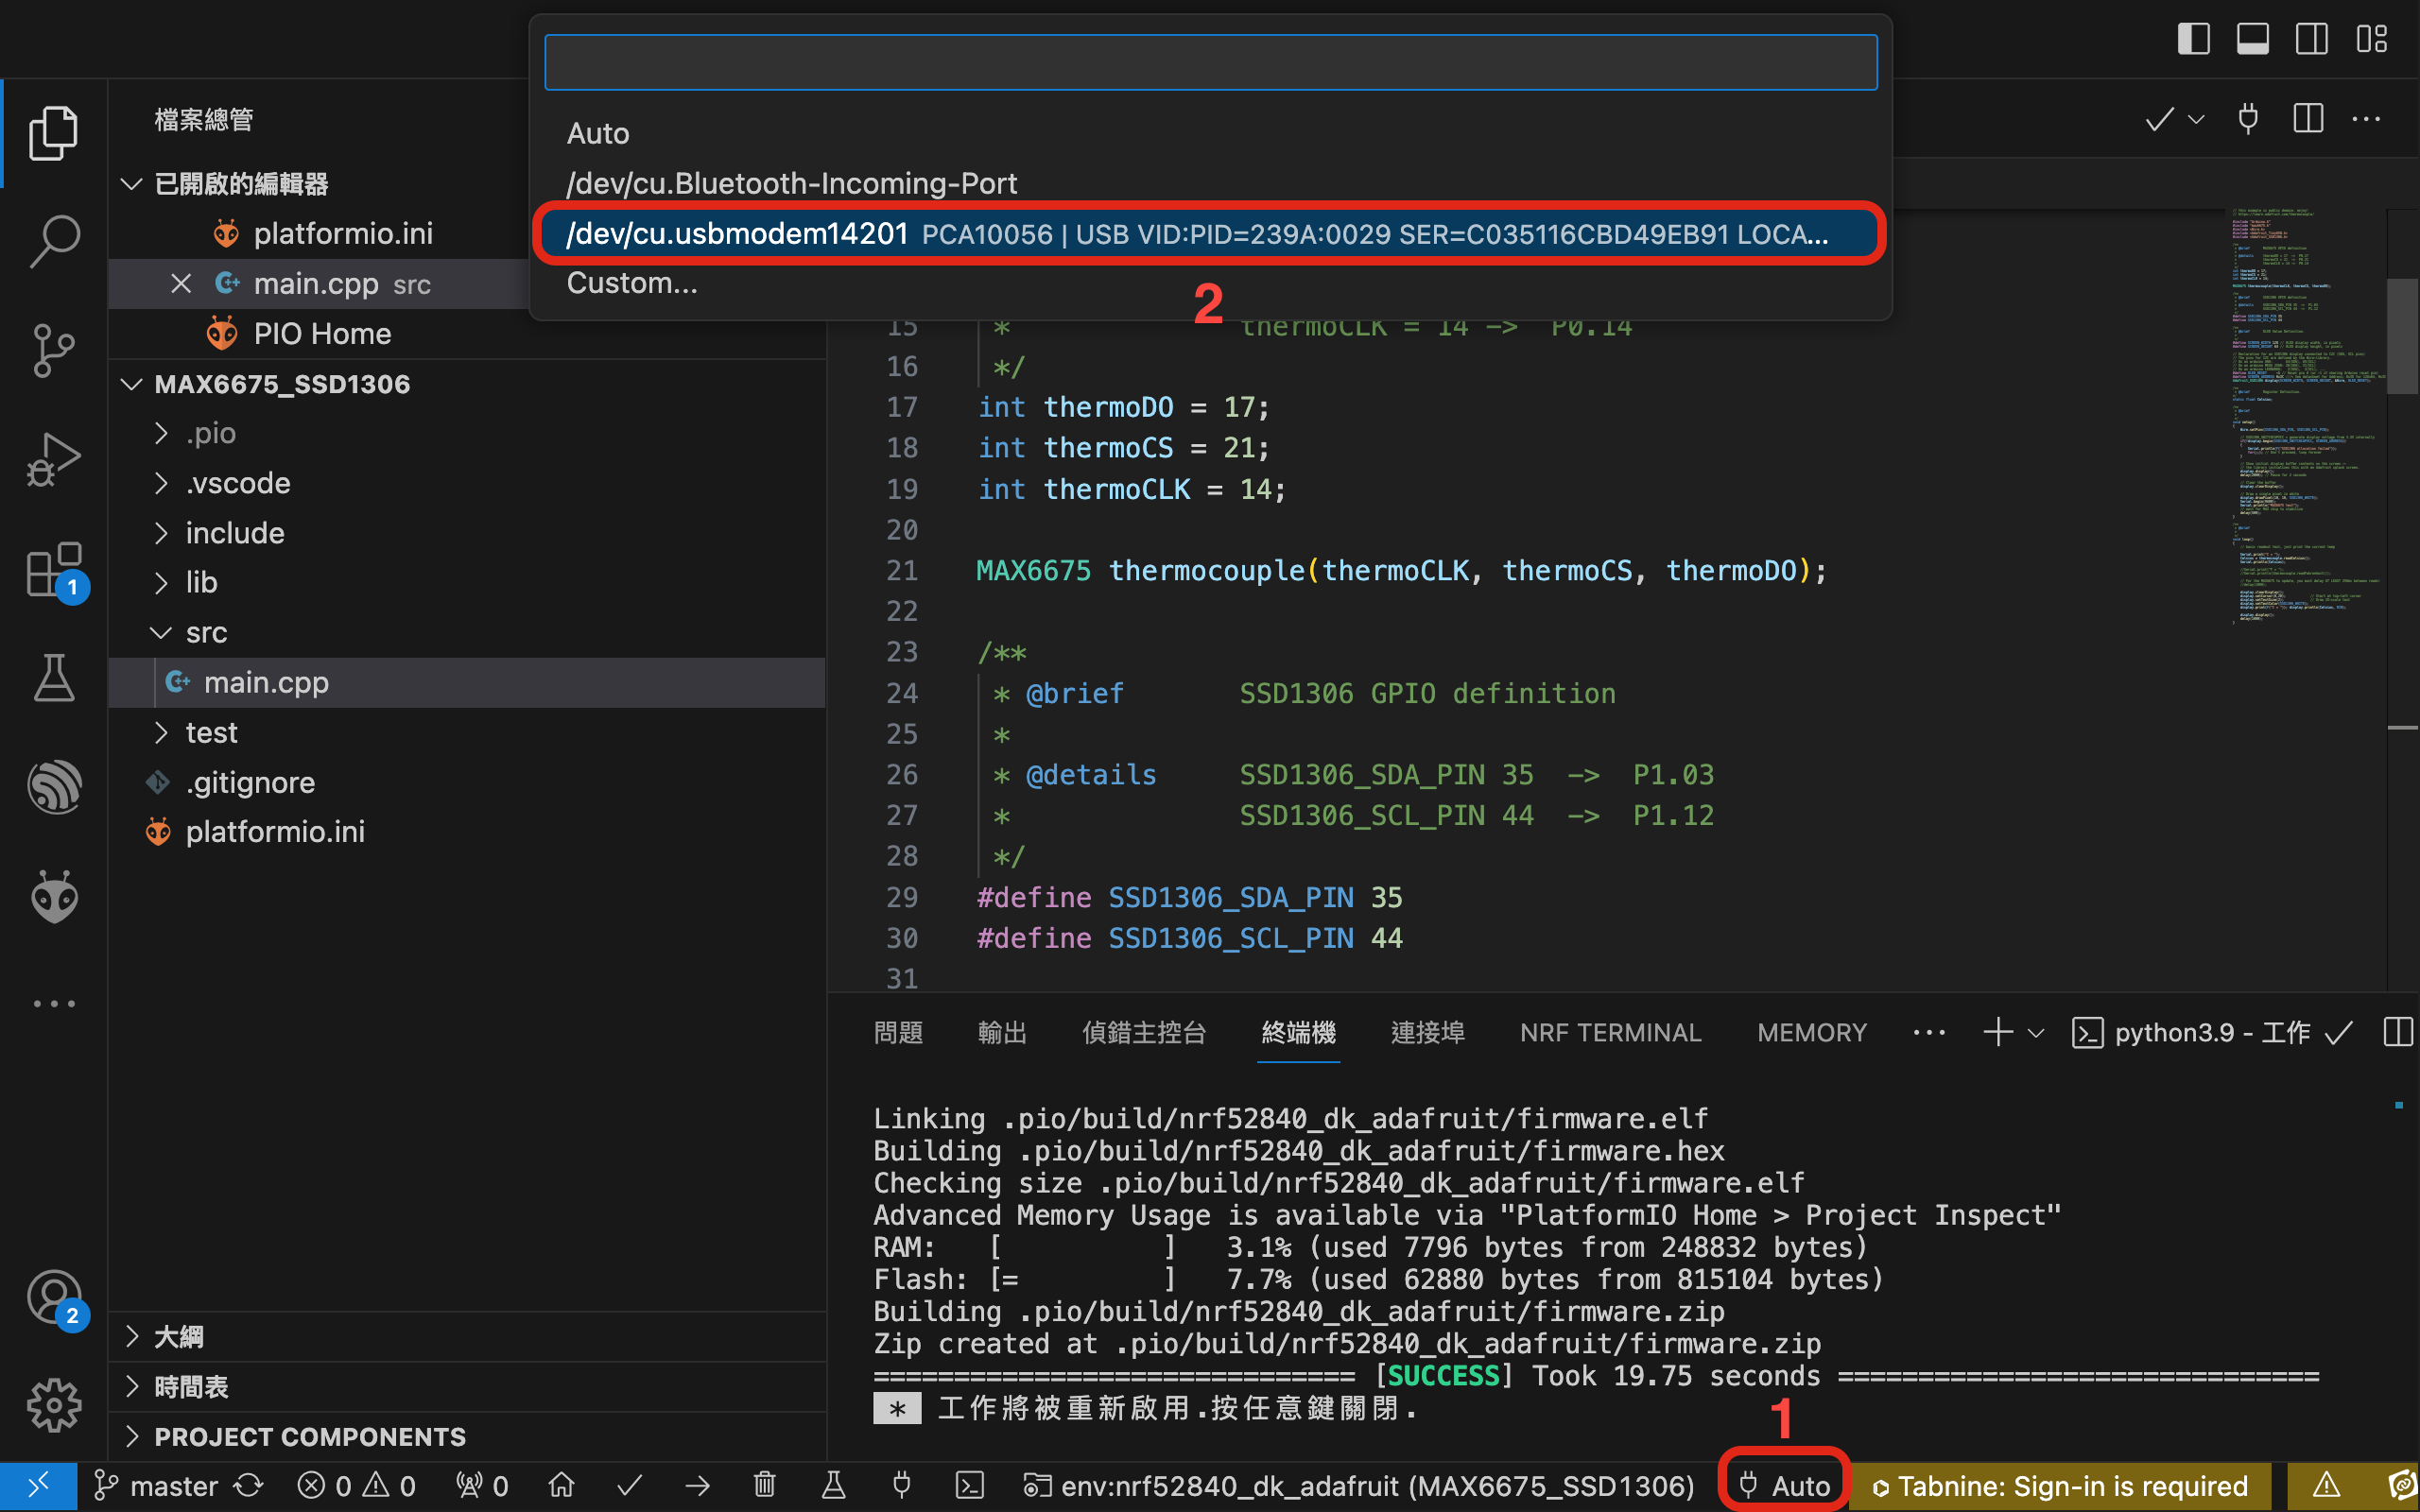 Auto
/dev/cu.Bluetooth-Incoming-Port
/dev/cu.usbmodem14201 PCA10056 | USB VID:PID=239A:0029 SER=C035116CBD49EB91 LOCA...
Custom...
2
檔案總管
已開啟的編輯器
platformio.ini
main.cpp src
PIO Home
MAX6675_SSD1306
.pio
.vscode
include
lib
src
main.cpp
test
.gitignore
platformio.ini
1
2
大綱
時間表
PROJECT COMPONENTS
15 * thermoCLK = 14 -> P0.14
16 */
17 int thermoDO = 17;
18 int thermoCS = 21;
19 int thermoCLK = 14;
20
21 MAX6675 thermocouple(thermoCLK, thermoCS, thermoDO);
22
23 /**
24 * @brief SSD1306 GPIO definition
25 *
26 * @details SSD1306_SDA_PIN 35 -> P1.03
27 * SSD1306_SCL_PIN 44 -> P1.12
28 */
29 #define SSD1306_SDA_PIN 35
30 #define SSD1306_SCL_PIN 44
31
問題 輸出 偵錯主控台 終端機 連接埠 NRF TERMINAL MEMORY ... python3.9 - 工作
Linking .pio/build/nrf52840_dk_adafruit/firmware.elf
Building .pio/build/nrf52840_dk_adafruit/firmware.hex
Checking size .pio/build/nrf52840_dk_adafruit/firmware.elf
Advanced Memory Usage is available via "PlatformIO Home > Project Inspect"
RAM: [ ] 3.1% (used 7796 bytes from 248832 bytes)
Flash: [= ] 7.7% (used 62880 bytes from 815104 bytes)
Building .pio/build/nrf52840_dk_adafruit/firmware.zip
Zip created at .pio/build/nrf52840_dk_adafruit/firmware.zip
============================== [SUCCESS] Took 19.75 seconds ==============================
* 工作將被重新啟用.按任意鍵關閉.
1
master 0 0 0 env:nrf52840_dk_adafruit (MAX6675_SSD1306) Auto Tabnine: Sign-in is required